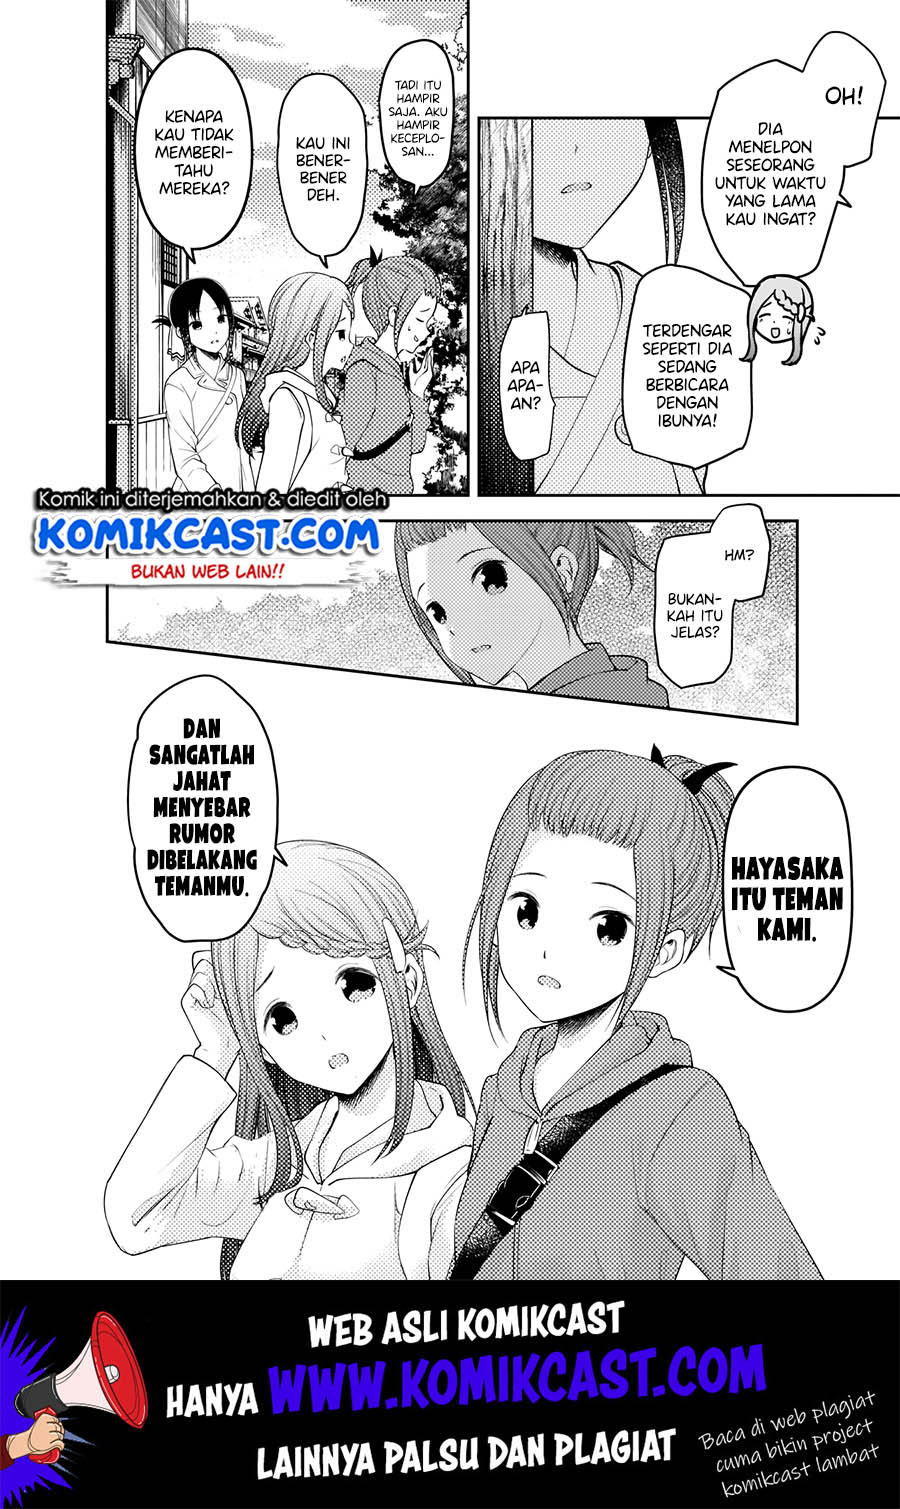 OH!
DIA
MENELPON
SESEORANG
UNTUK WAKTU
YANG LAMA
KAU INGAT?
TERDENGAR
SEPERTI DIA
SEDANG
BERBICARA
DENGAN
IBUNYA!
APA
APA-
AN?
TADI ITU
HAMPIR
SAJA. AKU
HAMPIR
KECEPLO-
SAN...
KAU INI
BENER-
BENER
DEH.
KENAPA
KAU TIDAK
MEMBERI-
TAHU
MEREKA?
Komik ini diterjemahkan & diedit oleh
KOMIKCAST.COM
BUKAN WEB LAIN!!
HM?
BUKAN-
KAH ITU
JELAS?
HAYASAKA
ITU TEMAN
KAMI.
DAN
SANGATLAH
JAHAT
MENYEBAR
RUMOR
DIBELAKANG
TEMANMU.
WEB ASLI KOMIKCAST
HANYA WWW.KOMIKCAST.COM
LAINNYA PALSU DAN PLAGIAT
Baca di web plagiat
cuma bikin project
komikcast lambat